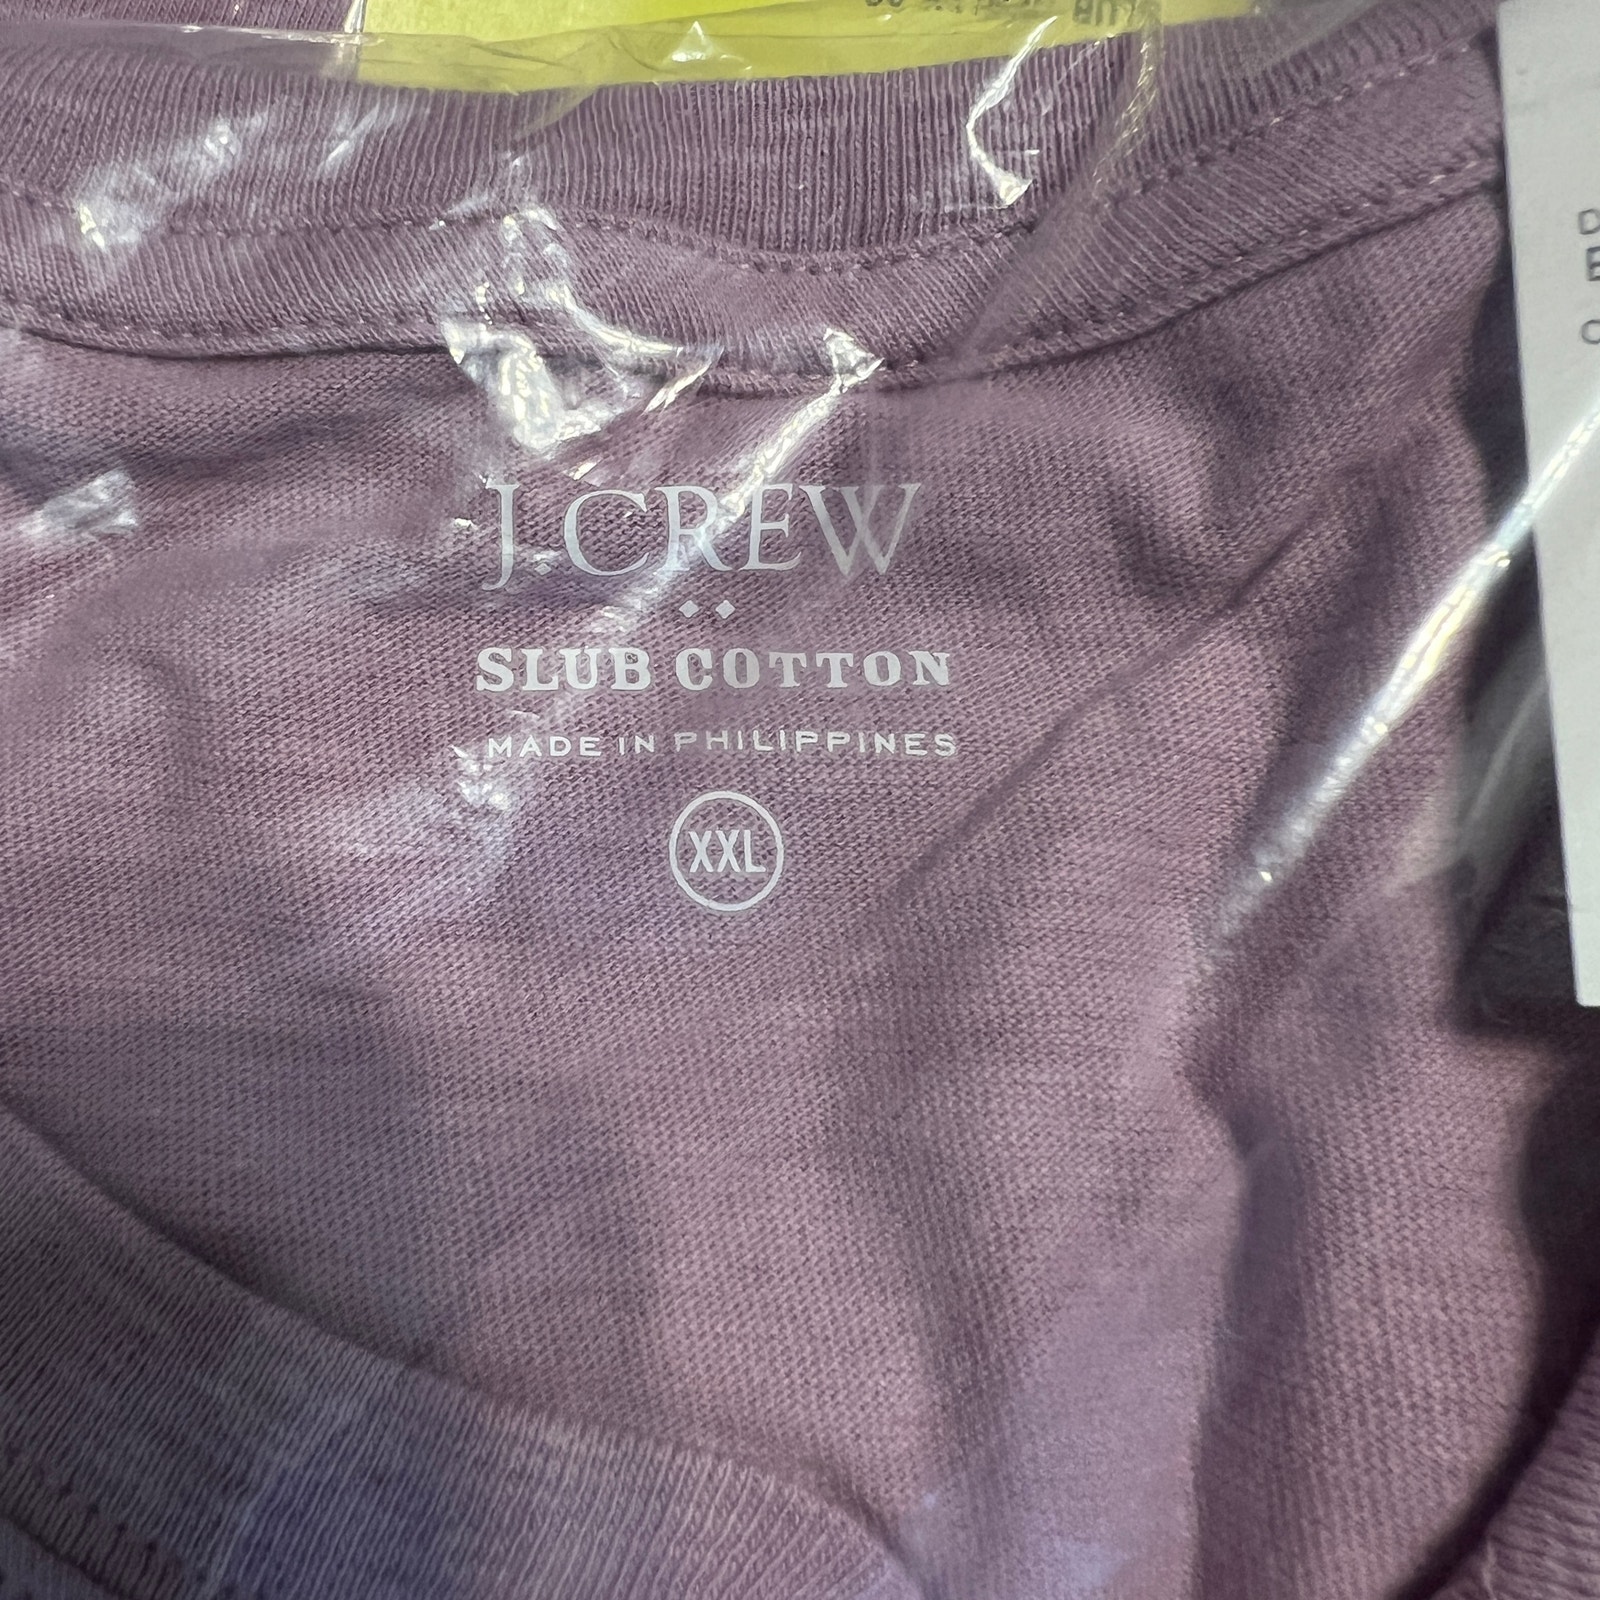 J.CREW
SLUB COTTON
MADE IN PHILIPPINES
XXL